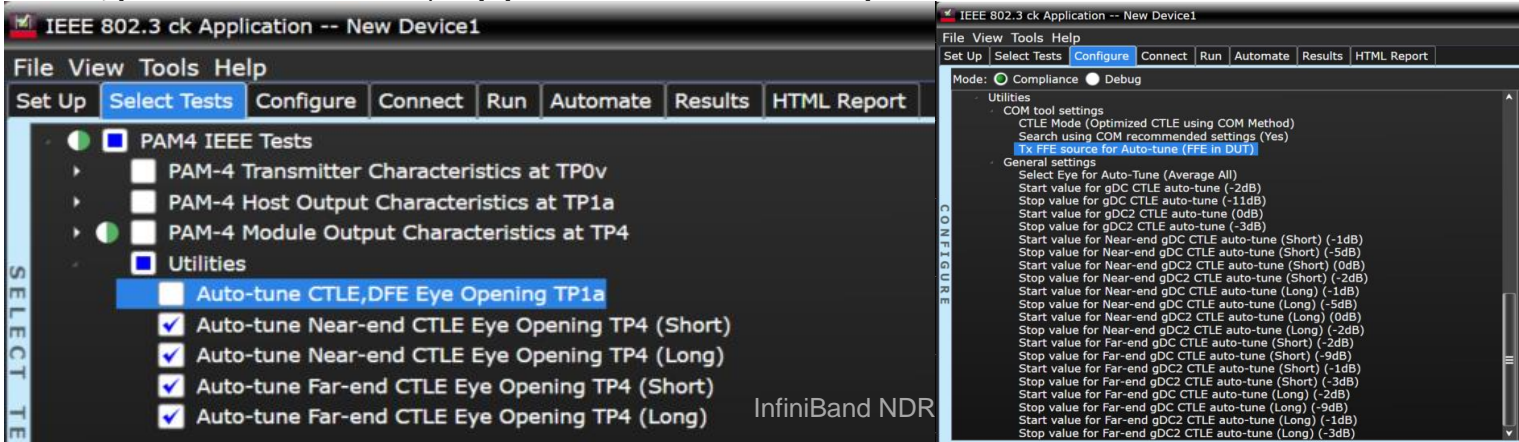 IEEE 802.3 ck Application -- New Device1
File View Tools Help
Set Up Select Tests Configure Connect Run Automate Results HTML Report
PAM4 IEEE Tests
PAM-4 Transmitter Characteristics at TP0v
PAM-4 Host Output Characteristics at TP1a
PAM-4 Module Output Characteristics at TP4
Utilities
Auto-tune CTLE,DFE Eye Opening TP1a
Auto-tune Near-end CTLE Eye Opening TP4 (Short)
Auto-tune Near-end CTLE Eye Opening TP4 (Long)
Auto-tune Far-end CTLE Eye Opening TP4 (Short)
Auto-tune Far-end CTLE Eye Opening TP4 (Long)
SELECT TE
InfiniBand NDR
IEEE 802.3 ck Application -- New Device1
File View Tools Help
Set Up Select Tests Configure Connect Run Automate Results HTML Report
Mode: Compliance Debug
CONFIGURE
Utilities
COM tool settings
CTLE Mode (Optimized CTLE using COM Method)
Search using COM recommended settings (Yes)
Tx FFE source for Auto-tune (FFE in DUT)
General settings
Select Eye for Auto-Tune (Average All)
Start value for gDC CTLE auto-tune (-2dB)
Stop value for gDC CTLE auto-tune (-11dB)
Start value for gDC2 CTLE auto-tune (0dB)
Stop value for gDC2 CTLE auto-tune (-3dB)
Start value for Near-end gDC CTLE auto-tune (Short) (-1dB)
Stop value for Near-end gDC CTLE auto-tune (Short) (-5dB)
Start value for Near-end gDC2 CTLE auto-tune (Short) (0dB)
Stop value for Near-end gDC2 CTLE auto-tune (Short) (-2dB)
Start value for Near-end gDC CTLE auto-tune (Long) (-1dB)
Stop value for Near-end gDC CTLE auto-tune (Long) (-5dB)
Start value for Near-end gDC2 CTLE auto-tune (Long) (0dB)
Stop value for Near-end gDC2 CTLE auto-tune (Long) (-2dB)
Start value for Far-end gDC CTLE auto-tune (Short) (-2dB)
Stop value for Far-end gDC CTLE auto-tune (Short) (-9dB)
Start value for Far-end gDC2 CTLE auto-tune (Short) (-1dB)
Stop value for Far-end gDC2 CTLE auto-tune (Short) (-3dB)
Start value for Far-end gDC CTLE auto-tune (Long) (-2dB)
Stop value for Far-end gDC CTLE auto-tune (Long) (-9dB)
Start value for Far-end gDC2 CTLE auto-tune (Long) (-1dB)
Stop value for Far-end gDC2 CTLE auto-tune (Long) (-3dB)